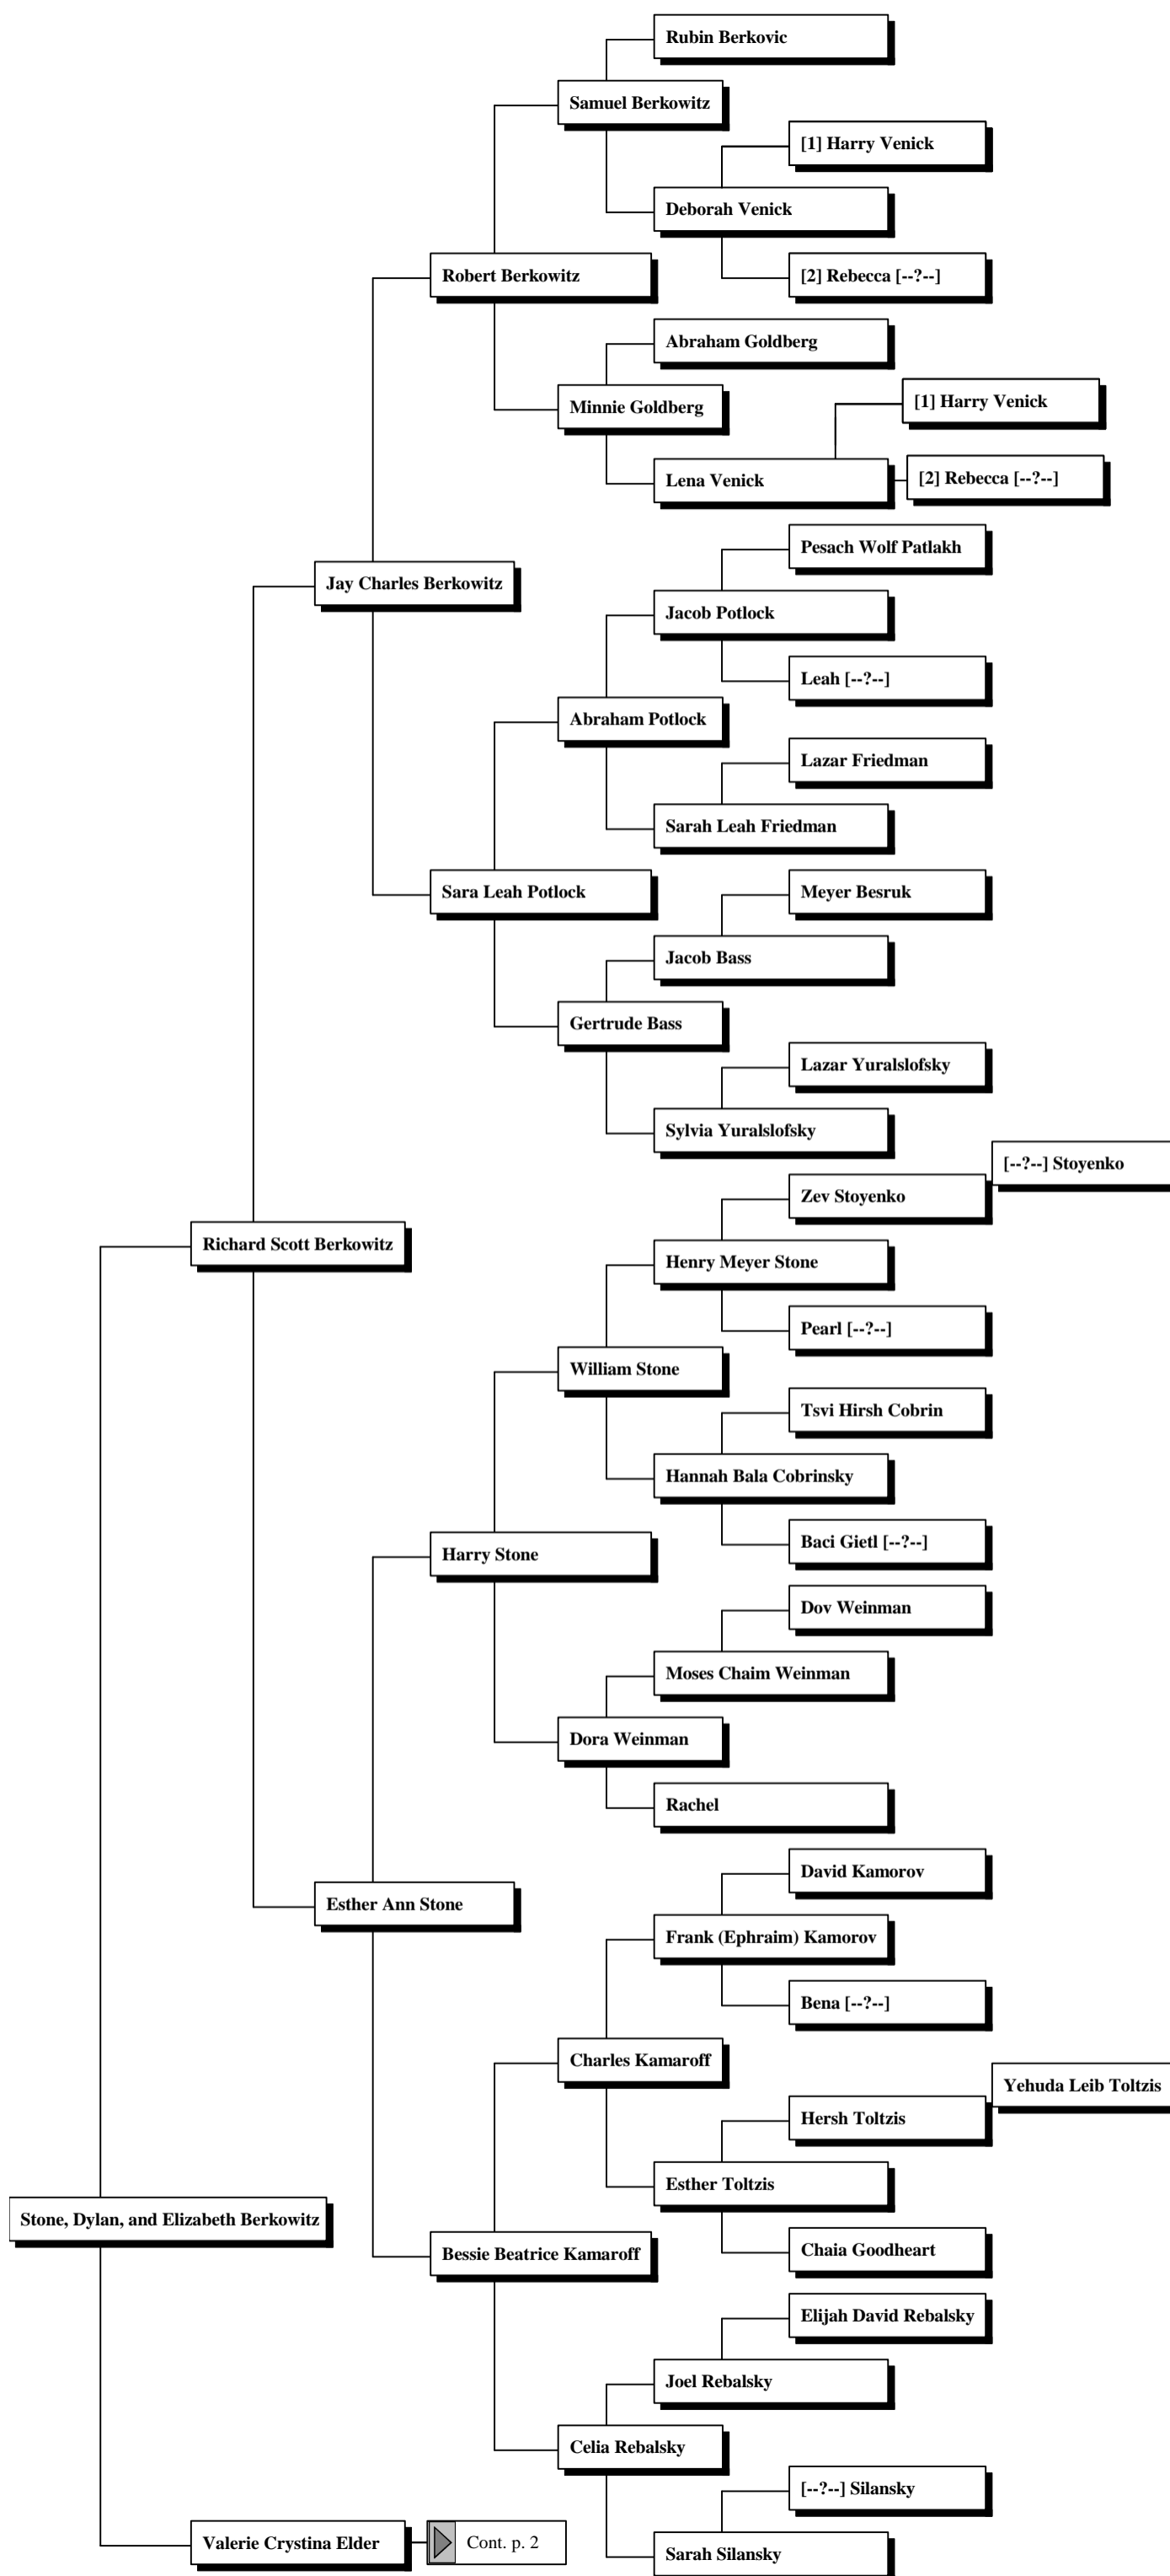 Rubin Berkovic
Samuel Berkowitz
[1] Harry Venick
Deborah Venick
[2] Rebecca [--?--]
Robert Berkowitz
Abraham Goldberg
[1] Harry Venick
Minnie Goldberg
Lena Venick
[2] Rebecca [--?--]
Pesach Wolf Patlakh
Jay Charles Berkowitz
Jacob Potlock
Leah [--?--]
Abraham Potlock
Lazar Friedman
Sarah Leah Friedman
Sara Leah Potlock
Meyer Besruk
Jacob Bass
Gertrude Bass
Lazar Yuralslofsky
Sylvia Yuralslofsky
[--?--] Stoyenko
Zev Stoyenko
Richard Scott Berkowitz
Henry Meyer Stone
Pearl [--?--]
William Stone
Tsvi Hirsh Cobrin
Hannah Bala Cobrinsky
Baci Gietl [--?--]
Harry Stone
Dov Weinman
Moses Chaim Weinman
Dora Weinman
Rachel
David Kamorov
Esther Ann Stone
Frank (Ephraim) Kamorov
Bena [--?--]
Charles Kamaroff
Yehuda Leib Toltzis
Hersh Toltzis
Esther Toltzis
Stone, Dylan, and Elizabeth Berkowitz
Chaia Goodheart
Bessie Beatrice Kamaroff
Elijah David Rebalsky
Joel Rebalsky
Celia Rebalsky
[--?--] Silansky
Valerie Crystina Elder
Cont. p. 2
Sarah Silansky